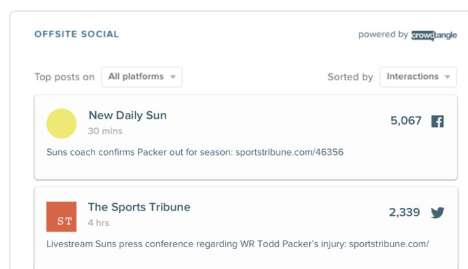 OFFSITE SOCIAL
powered by crowdtangle
Top posts on All platforms
Sorted by Interactions
New Daily Sun
5,067
30 mins
Suns coach confirms Packer out for season: sportstribune.com/46356
ST
The Sports Tribune
2,339
4 hrs
Livestream Suns press conference regarding WR Todd Packer's injury: sportstribune.com/